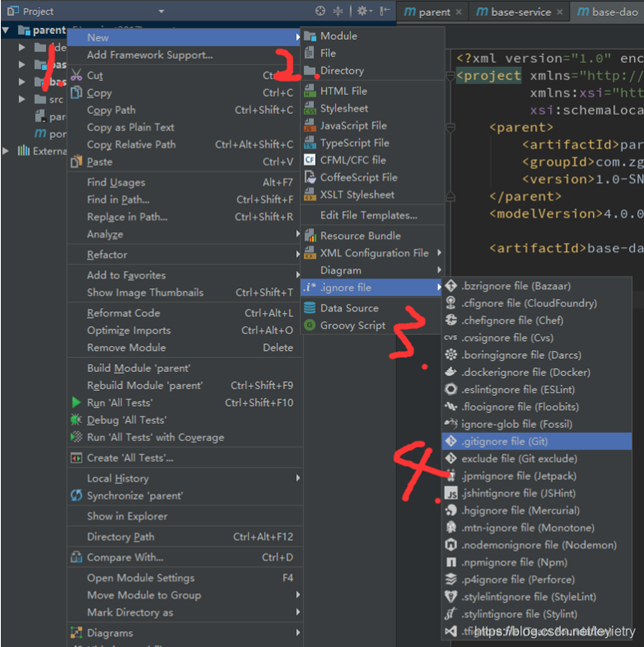 Project
parent
New
Add Framework Support...
Cut
Copy Ctrl+C
Copy Path Ctrl+Shift+C
Copy as Plain Text
Copy Relative Path Ctrl+Alt+Shift+C
Paste Ctrl+V
Find Usages Alt+F7
Find in Path... Ctrl+Shift+F
Replace in Path... Ctrl+Shift+R
Analyze
Refactor
Add to Favorites
Show Image Thumbnails Ctrl+Shift+T
Reformat Code Ctrl+Alt+L
Optimize Imports Ctrl+Alt+O
Remove Module Delete
Build Module 'parent'
Rebuild Module 'parent' Ctrl+Shift+F9
Run 'All Tests' Ctrl+Shift+F10
Debug 'All Tests'
Run 'All Tests' with Coverage
Create 'All Tests'...
Local History
Synchronize 'parent'
Show in Explorer
Directory Path Ctrl+Alt+F12
Compare With... Ctrl+D
Open Module Settings F4
Move Module to Group
Mark Directory as
Diagrams
src
par
por
Externa
1.
2.
3.
4.
Module
File
Directory
HTML File
Stylesheet
JavaScript File
TypeScript File
CFML/CFC file
CoffeeScript File
XSLT Stylesheet
Edit File Templates...
Resource Bundle
XML Configuration File
Diagram
.ignore file
Data Source
Groovy Script
.bzrignore file (Bazaar)
.cfignore file (CloudFoundry)
.chefignore file (Chef)
.cvsignore file (Cvs)
.boringignore file (Darcs)
.dockerignore file (Docker)
.eslintignore file (ESLint)
.flooignore file (Floobits)
ignore-glob file (Fossil)
.gitignore file (Git)
exclude file (Git exclude)
.jpmignore file (Jetpack)
.jshintignore file (JSHint)
.hgignore file (Mercurial)
.mtn-ignore file (Monotone)
.nodemonignore file (Nodemon)
.npmignore file (Npm)
.p4ignore file (Perforce)
.stylelintignore file (StyleLint)
.stylintignore file (Stylint)
parent
base-service
base-dao
<?xml version="1.0" enc
<project xmlns="http://
xmlns:xsi="htt
xsi:schemaLoca
<parent>
<artifactId>par
<groupId>com.zg
<version>1.0-SN
</parent>
<modelVersion>4.0.0
<artifactId>base-da
https://blog.csdn.net/leyietry